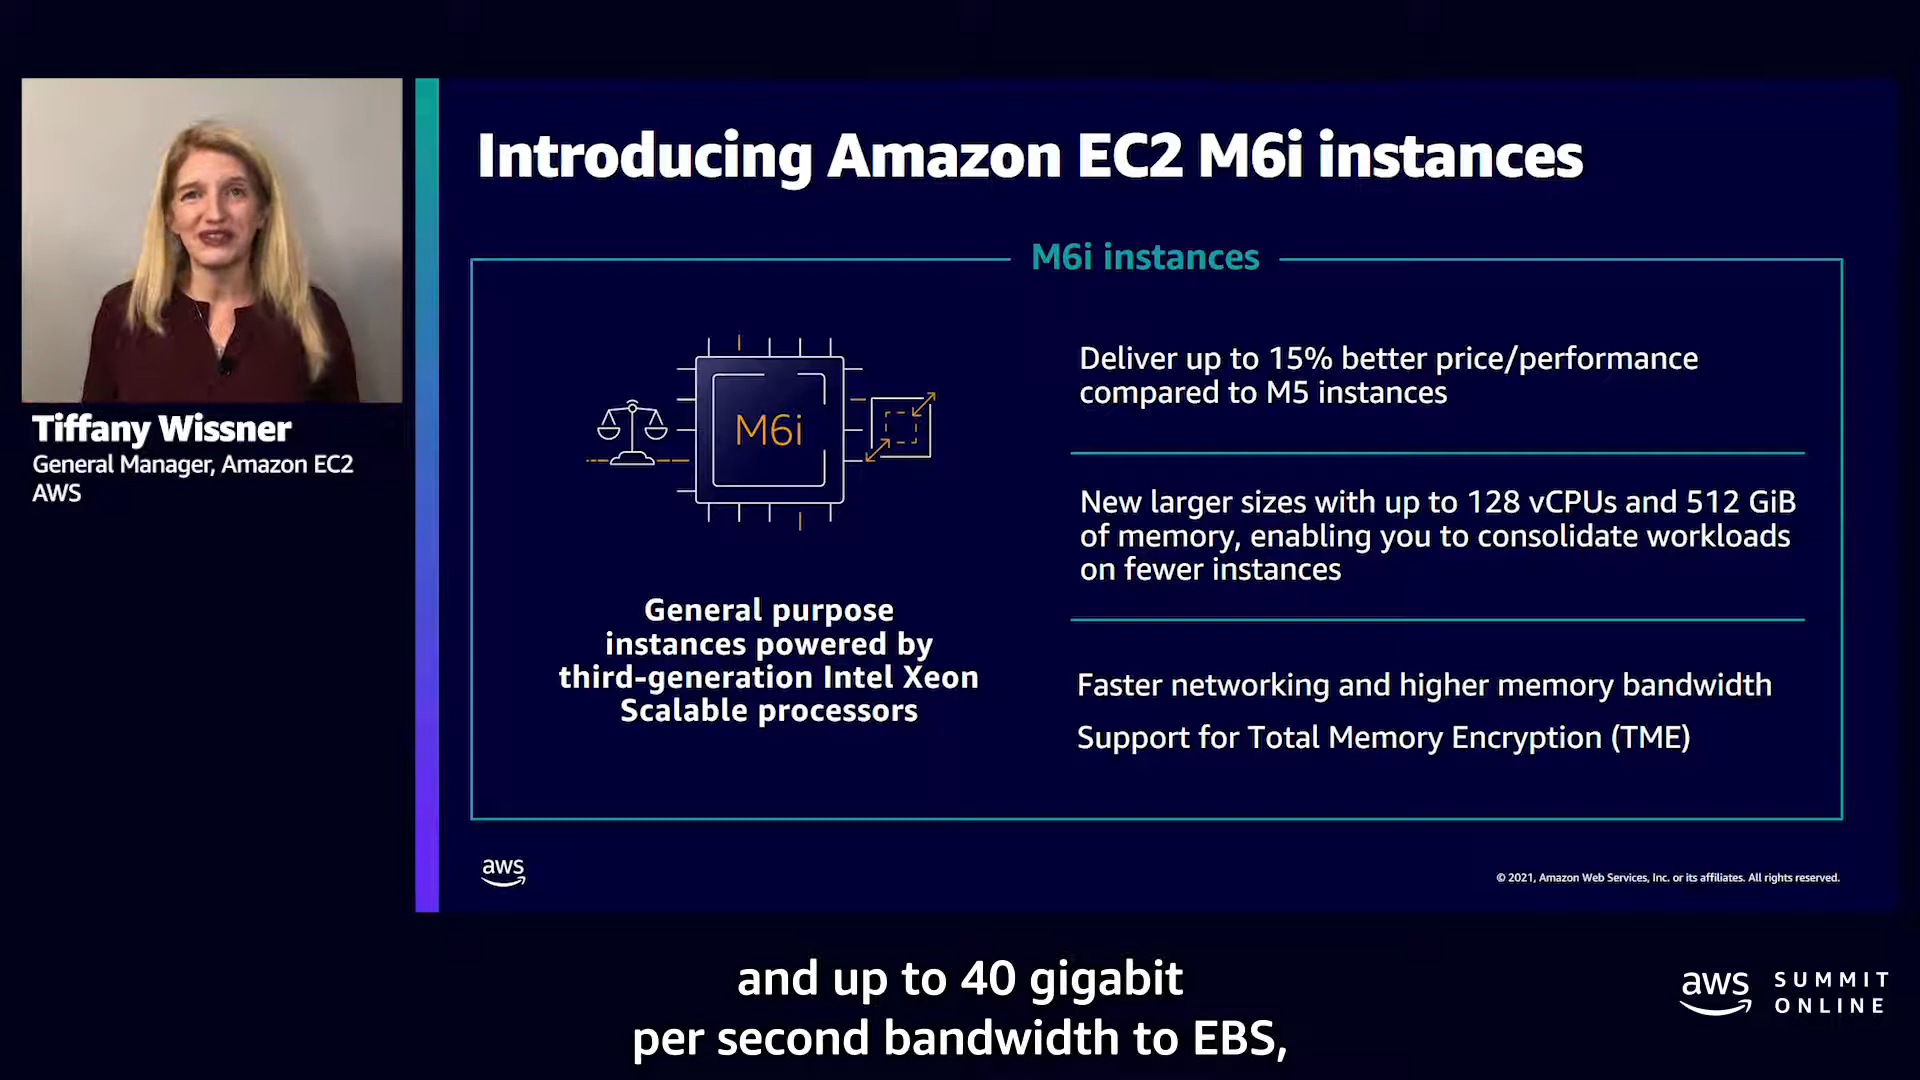 Introducing Amazon EC2 M6i instances
M6i instances
Tiffany Wissner
General Manager, Amazon EC2
AWS
M6i
General purpose
instances powered by
third-generation Intel Xeon
Scalable processors
Deliver up to 15% better price/performance
compared to M5 instances
New larger sizes with up to 128 vCPUs and 512 GiB
of memory, enabling you to consolidate workloads
on fewer instances
Faster networking and higher memory bandwidth
Support for Total Memory Encryption (TME)
aws
© 2021, Amazon Web Services, Inc. or its affiliates. All rights reserved.
and up to 40 gigabit
per second bandwidth to EBS,
aws SUMMIT
ONLINE